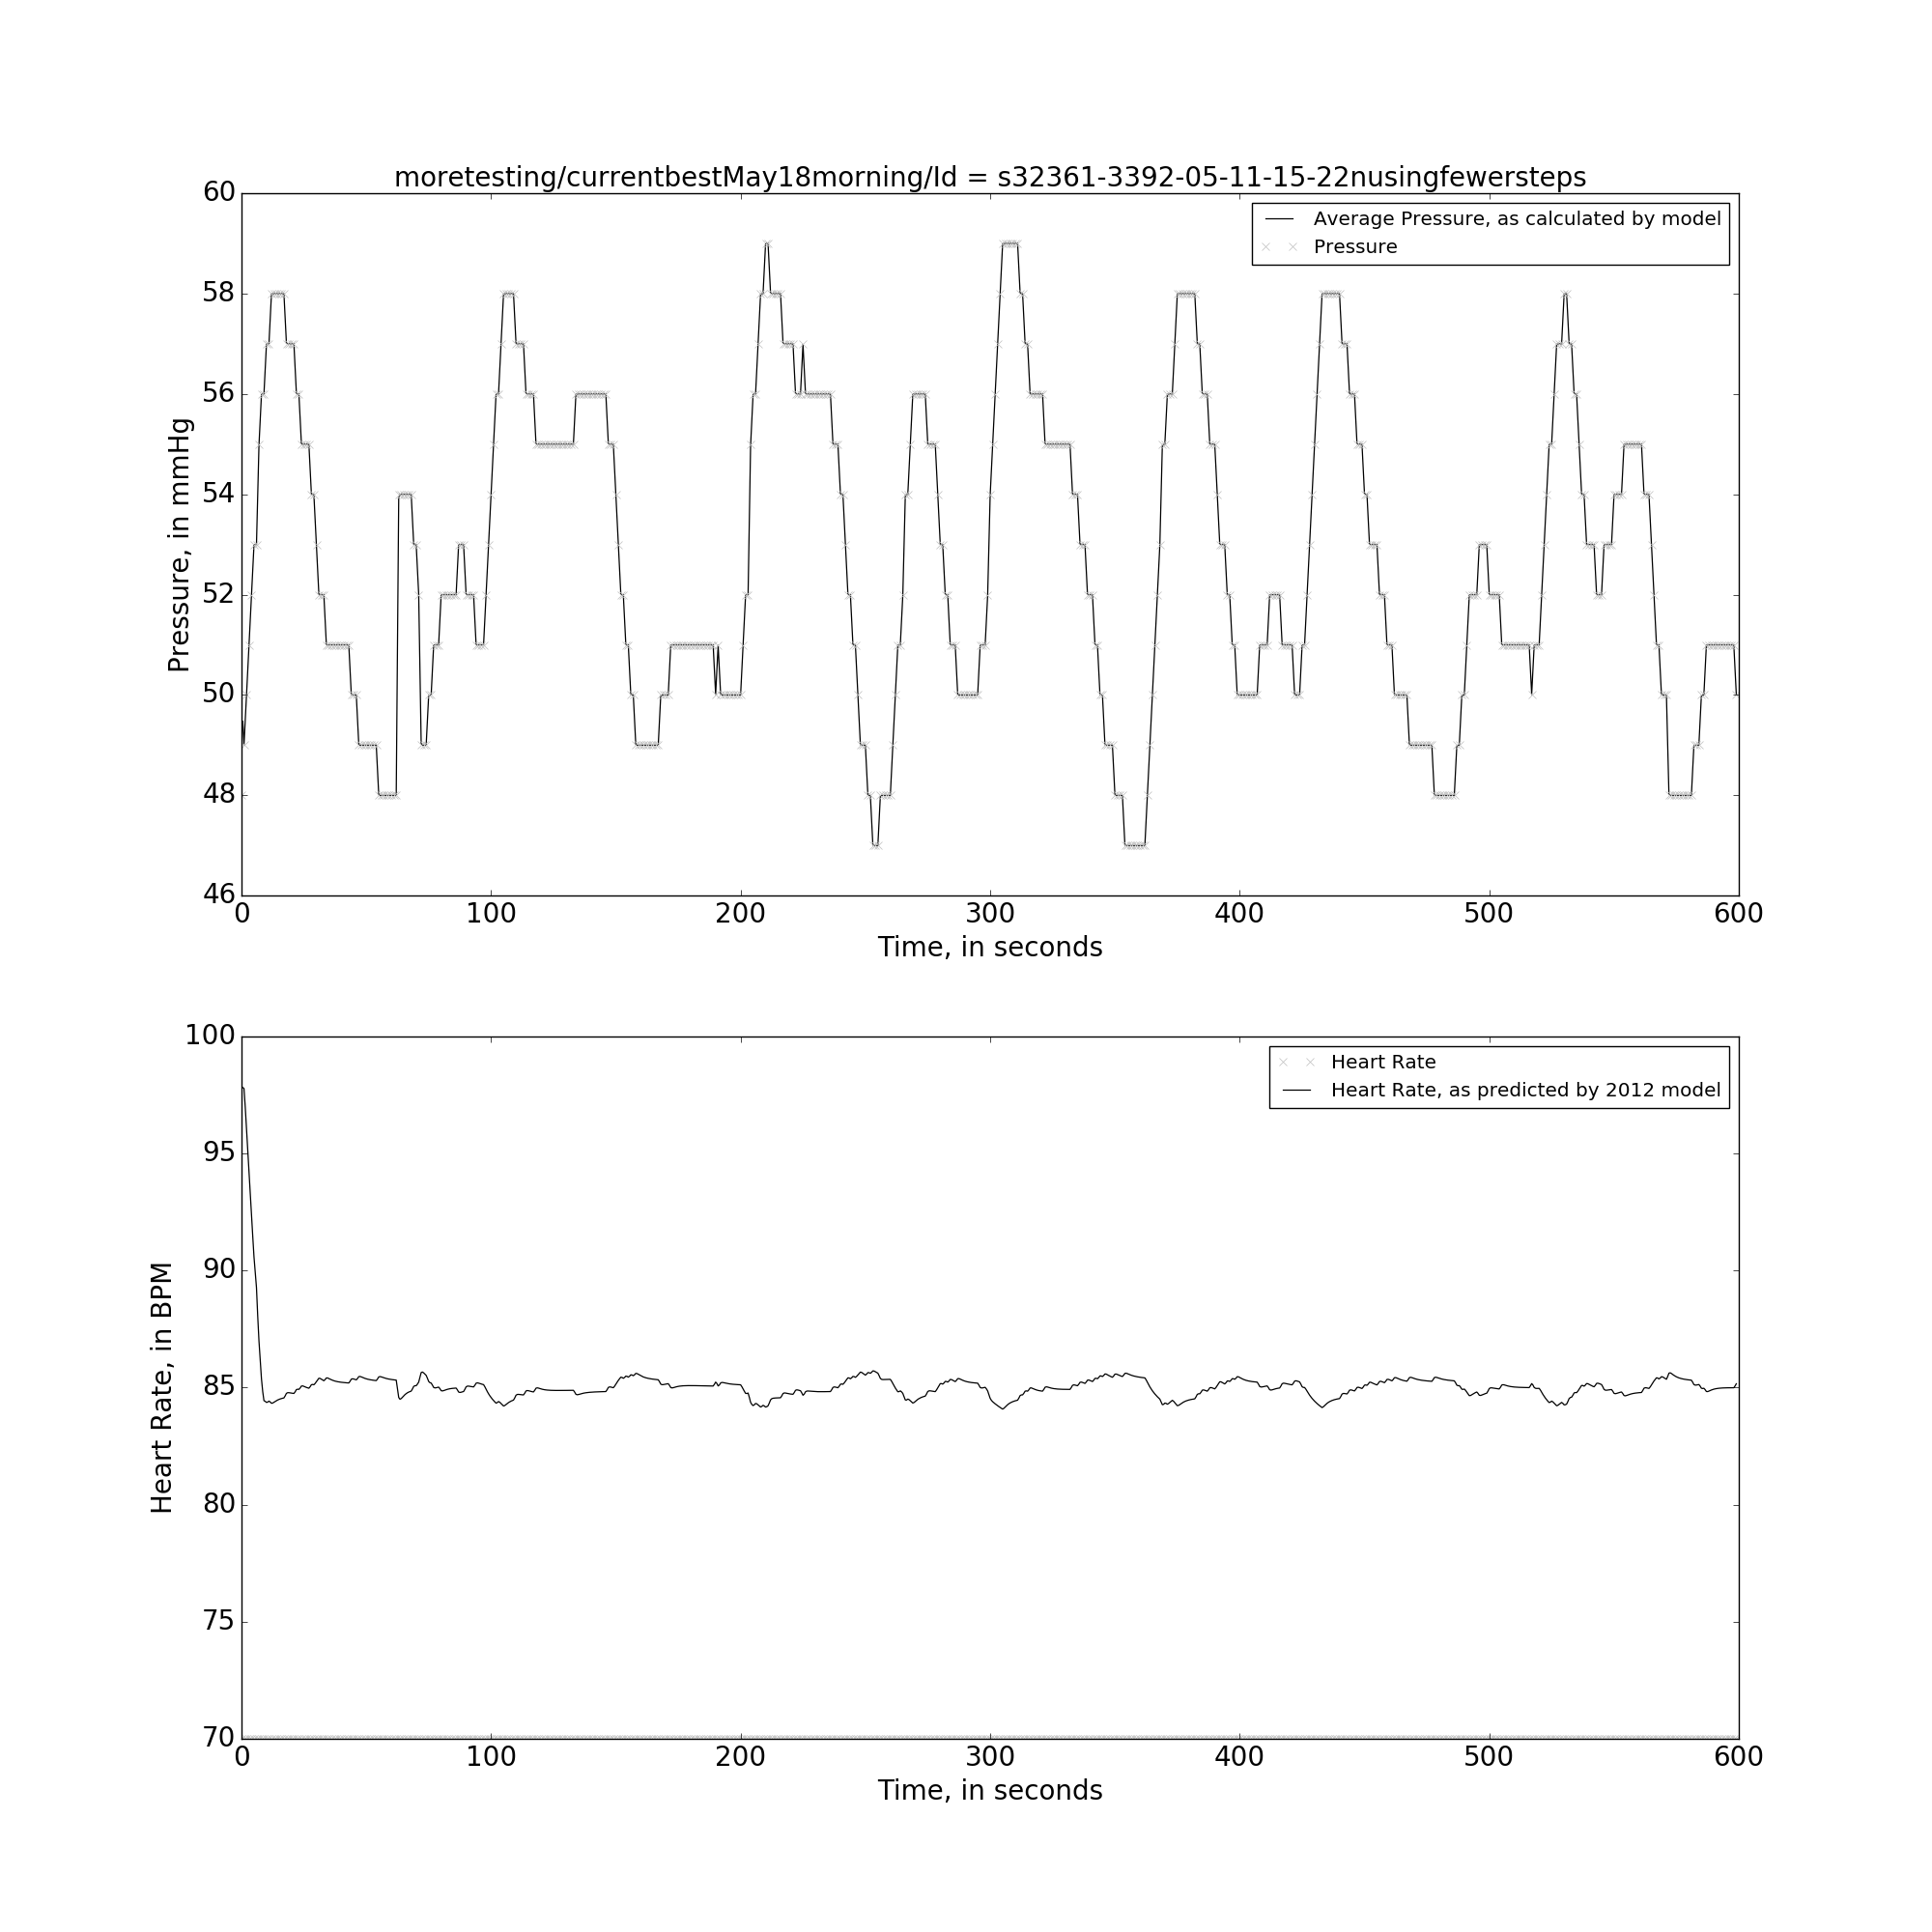 moretesting/currentbestMay18morning/Id = s32361-3392-05-11-15-22nusingfewersteps
Average Pressure, as calculated by model
Pressure
Pressure, in mmHg
60
58
56
54
52
50
48
46
0 100 200 300 400 500 600
Time, in seconds
Heart Rate
Heart Rate, as predicted by 2012 model
Heart Rate, in BPM
100
95
90
85
80
75
70
0 100 200 300 400 500 600
Time, in seconds